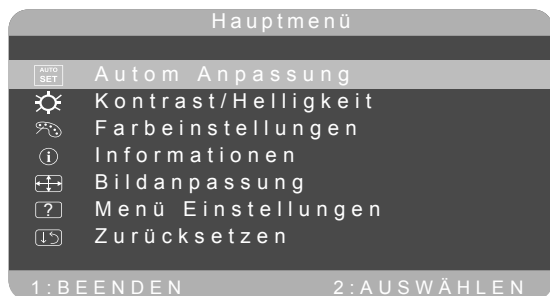 Hauptmenü
AUTO SET Autom Anpassung
Kontrast/Helligkeit
Farbeinstellungen
i Informationen
Bildanpassung
? Menü Einstellungen
Zurücksetzen
1:BEENDEN 2:AUSWÄHLEN